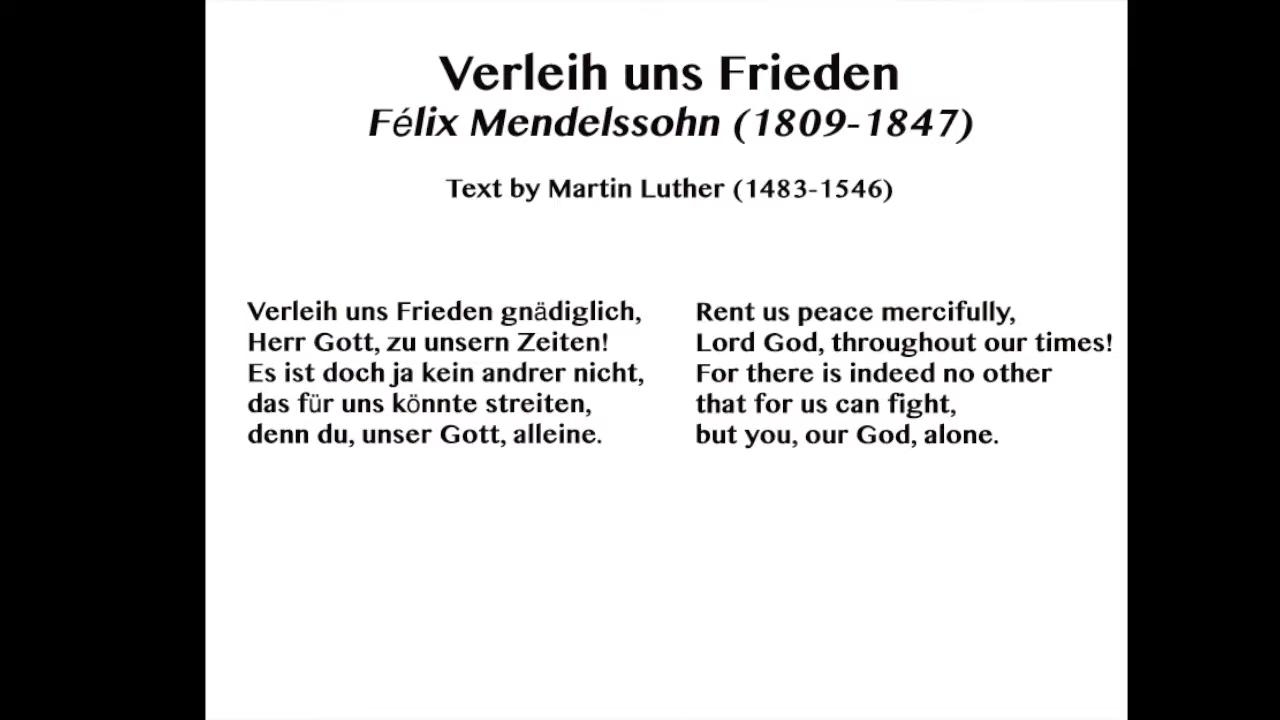 Verleih uns Frieden
Félix Mendelssohn (1809-1847)
Text by Martin Luther (1483-1546)
Verleih uns Frieden gnädiglich,
Herr Gott, zu unsern Zeiten!
Es ist doch ja kein andrer nicht,
das für uns könnte streiten,
denn du, unser Gott, alleine.
Rent us peace mercifully,
Lord God, throughout our times!
For there is indeed no other
that for us can fight,
but you, our God, alone.